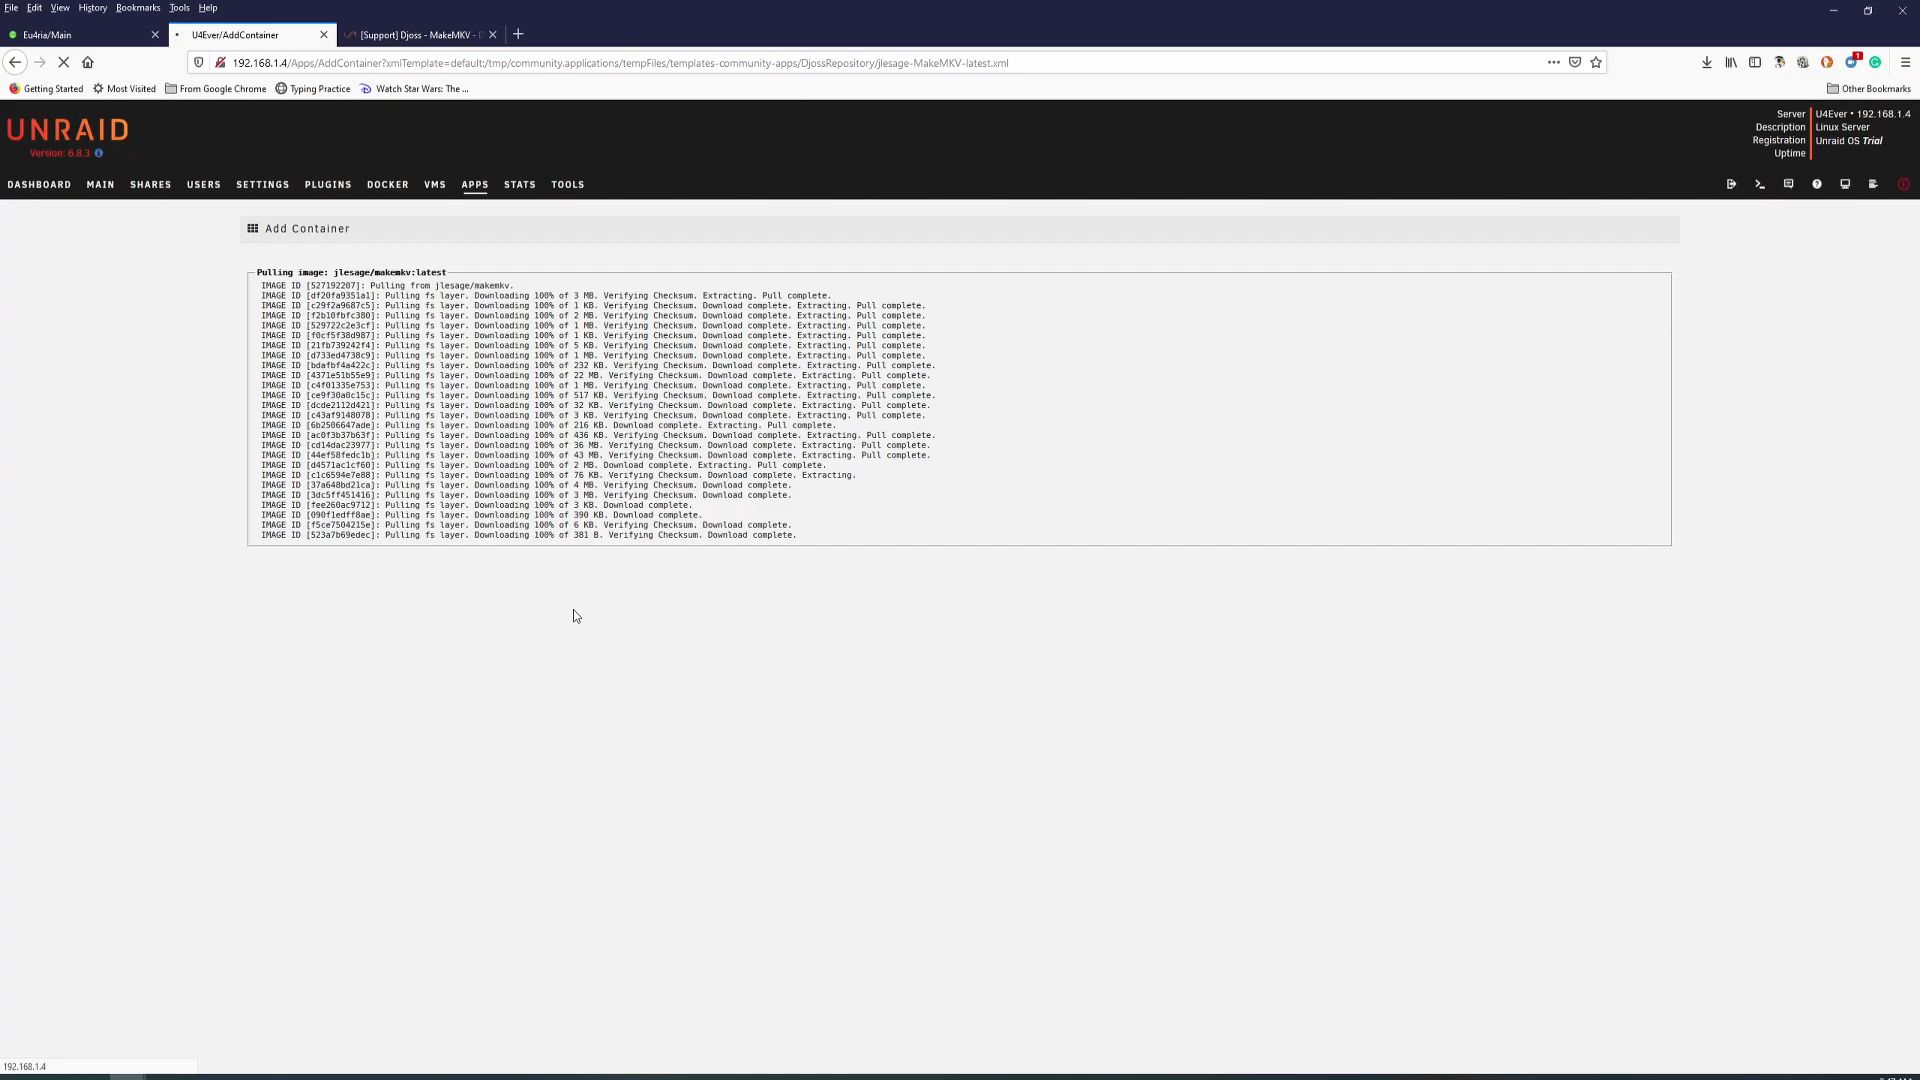 File Edit View History Bookmarks Tools Help
Eu4ria/Main
U4Ever/AddContainer
[Support] Djoss - MakeMKV - D
192.168.1.4/Apps/AddContainer?xmlTemplate=default:/tmp/community.applications/tempFiles/templates-community-apps/DjossRepository/jlesage-MakeMKV-latest.xml
1
Getting Started Most Visited From Google Chrome Typing Practice Watch Star Wars: The ... Other Bookmarks
UNRAID
Version: 6.8.3
Server U4Ever • 192.168.1.4
Description Linux Server
Registration Unraid OS Trial
Uptime
DASHBOARD MAIN SHARES USERS SETTINGS PLUGINS DOCKER VMS APPS STATS TOOLS
Add Container
Pulling image: jlesage/makemkv:latest
IMAGE ID [527192207]: Pulling from jlesage/makemkv.
IMAGE ID [df20fa9351a1]: Pulling fs layer. Downloading 100% of 3 MB. Verifying Checksum. Extracting. Pull complete.
IMAGE ID [c29f2a9687c5]: Pulling fs layer. Downloading 100% of 1 KB. Verifying Checksum. Download complete. Extracting. Pull complete.
IMAGE ID [f2b10fbfc380]: Pulling fs layer. Downloading 100% of 2 MB. Verifying Checksum. Download complete. Extracting. Pull complete.
IMAGE ID [529722c2e3cf]: Pulling fs layer. Downloading 100% of 1 MB. Verifying Checksum. Download complete. Extracting. Pull complete.
IMAGE ID [f0cf5f38d987]: Pulling fs layer. Downloading 100% of 1 KB. Verifying Checksum. Download complete. Extracting. Pull complete.
IMAGE ID [21fb739242f4]: Pulling fs layer. Downloading 100% of 5 KB. Verifying Checksum. Download complete. Extracting. Pull complete.
IMAGE ID [d733ed4738c9]: Pulling fs layer. Downloading 100% of 1 MB. Verifying Checksum. Download complete. Extracting. Pull complete.
IMAGE ID [bdafbf4a422c]: Pulling fs layer. Downloading 100% of 232 KB. Verifying Checksum. Download complete. Extracting. Pull complete.
IMAGE ID [4371e51b55e9]: Pulling fs layer. Downloading 100% of 22 MB. Verifying Checksum. Download complete. Extracting. Pull complete.
IMAGE ID [c4f01335e753]: Pulling fs layer. Downloading 100% of 1 MB. Verifying Checksum. Download complete. Extracting. Pull complete.
IMAGE ID [ce9f30a0c15c]: Pulling fs layer. Downloading 100% of 517 KB. Verifying Checksum. Download complete. Extracting. Pull complete.
IMAGE ID [dcde2112d421]: Pulling fs layer. Downloading 100% of 32 KB. Verifying Checksum. Download complete. Extracting. Pull complete.
IMAGE ID [c43af9148078]: Pulling fs layer. Downloading 100% of 3 KB. Verifying Checksum. Download complete. Extracting. Pull complete.
IMAGE ID [6b2506647ade]: Pulling fs layer. Downloading 100% of 216 KB. Download complete. Extracting. Pull complete.
IMAGE ID [ac0f3b37b63f]: Pulling fs layer. Downloading 100% of 436 KB. Verifying Checksum. Download complete. Extracting. Pull complete.
IMAGE ID [cd14dac23977]: Pulling fs layer. Downloading 100% of 36 MB. Verifying Checksum. Download complete. Extracting. Pull complete.
IMAGE ID [44ef58fedc1b]: Pulling fs layer. Downloading 100% of 43 MB. Verifying Checksum. Download complete. Extracting. Pull complete.
IMAGE ID [d4571ac1cf60]: Pulling fs layer. Downloading 100% of 2 MB. Download complete. Extracting. Pull complete.
IMAGE ID [c1c6594e7e88]: Pulling fs layer. Downloading 100% of 76 KB. Verifying Checksum. Download complete. Extracting.
IMAGE ID [37a648bd21ca]: Pulling fs layer. Downloading 100% of 4 MB. Verifying Checksum. Download complete.
IMAGE ID [3dc5ff451416]: Pulling fs layer. Downloading 100% of 3 MB. Verifying Checksum. Download complete.
IMAGE ID [fee260ac9712]: Pulling fs layer. Downloading 100% of 3 KB. Download complete.
IMAGE ID [090f1edff8ae]: Pulling fs layer. Downloading 100% of 390 KB. Download complete.
IMAGE ID [f5ce7504215e]: Pulling fs layer. Downloading 100% of 6 KB. Verifying Checksum. Download complete.
IMAGE ID [523a7b69edec]: Pulling fs layer. Downloading 100% of 381 B. Verifying Checksum. Download complete.
192.168.1.4